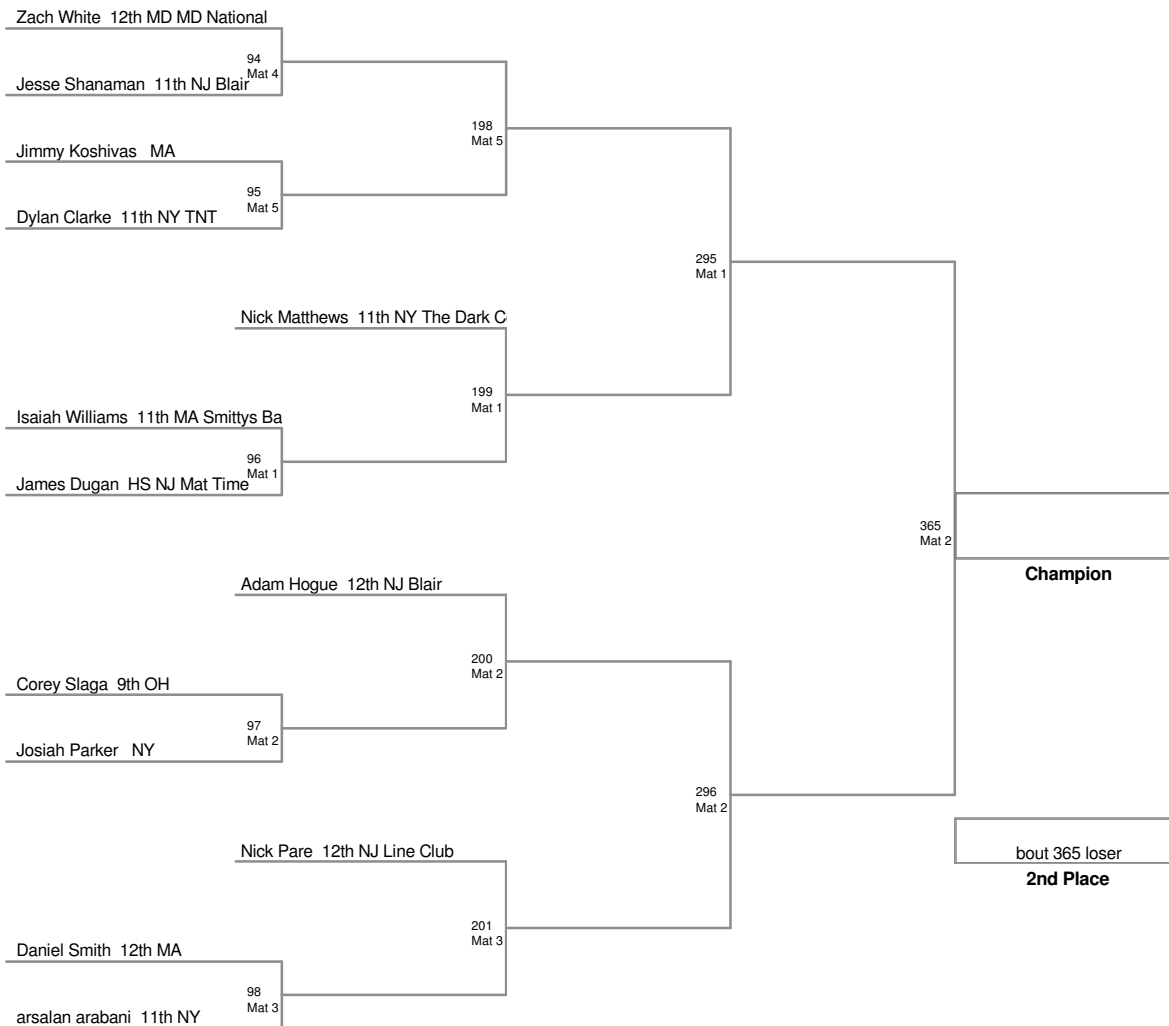 Zach White 12th MD MD National
94
Mat 4
Jesse Shanaman 11th NJ Blair
198
Mat 5
Jimmy Koshivas MA
95
Mat 5
Dylan Clarke 11th NY TNT
295
Mat 1
Nick Matthews 11th NY The Dark C
199
Mat 1
Isaiah Williams 11th MA Smittys Ba
96
Mat 1
James Dugan HS NJ Mat Time
365
Mat 2
Champion
Adam Hogue 12th NJ Blair
200
Mat 2
Corey Slaga 9th OH
97
Mat 2
Josiah Parker NY
296
Mat 2
Nick Pare 12th NJ Line Club
bout 365 loser
2nd Place
201
Mat 3
Daniel Smith 12th MA
98
Mat 3
arsalan arabani 11th NY